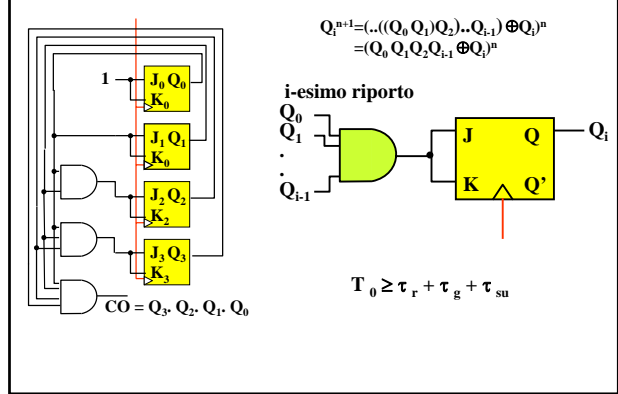 Qᵢⁿ⁺¹=(..((Q₀ Q₁)Q₂)..Qᵢ₋₁) ⊕Qᵢ)ⁿ
=(Q₀ Q₁Q₂Qᵢ₋₁ ⊕Qᵢ)ⁿ
1
J₀ Q₀
K₀
J₁ Q₁
K₀
J₂ Q₂
K₂
J₃ Q₃
K₃
CO = Q₃. Q₂. Q₁. Q₀
i-esimo riporto
Q₀
Q₁
.
.
Qᵢ₋₁
J Q
K Q’
Qᵢ
T ₀ ≥ τ ᵣ + τ g + τ su